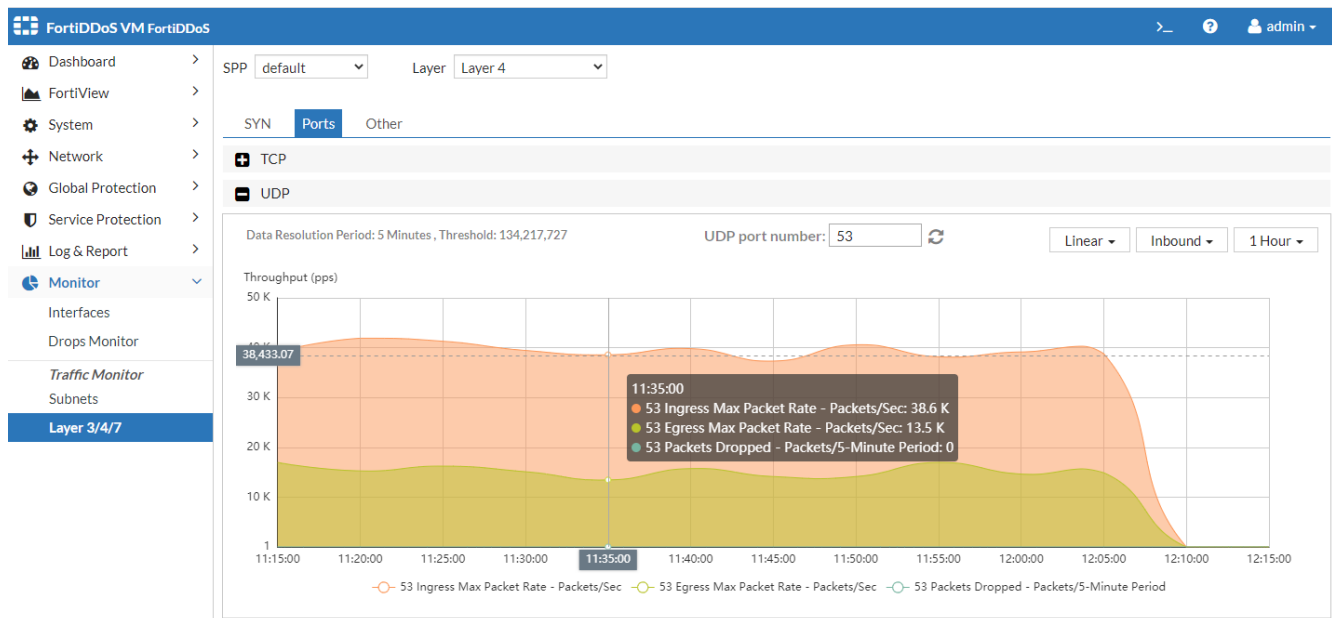 FortiDDoS VM FortiDDoS
>_
?
admin
Dashboard
FortiView
System
Network
Global Protection
Service Protection
Log & Report
Monitor
Interfaces
Drops Monitor
Traffic Monitor
Subnets
Layer 3/4/7
SPP default Layer Layer 4
SYN Ports Other
TCP
UDP
Data Resolution Period: 5 Minutes , Threshold: 134,217,727
UDP port number: 53
Linear Inbound 1 Hour
Throughput (pps)
50 K
38,433.07
30 K
20 K
10 K
1
11:35:00
53 Ingress Max Packet Rate - Packets/Sec: 38.6 K
53 Egress Max Packet Rate - Packets/Sec: 13.5 K
53 Packets Dropped - Packets/5-Minute Period: 0
11:15:00 11:20:00 11:25:00 11:30:00 11:35:00 11:40:00 11:45:00 11:50:00 11:55:00 12:00:00 12:05:00 12:10:00 12:15:00
53 Ingress Max Packet Rate - Packets/Sec 53 Egress Max Packet Rate - Packets/Sec 53 Packets Dropped - Packets/5-Minute Period